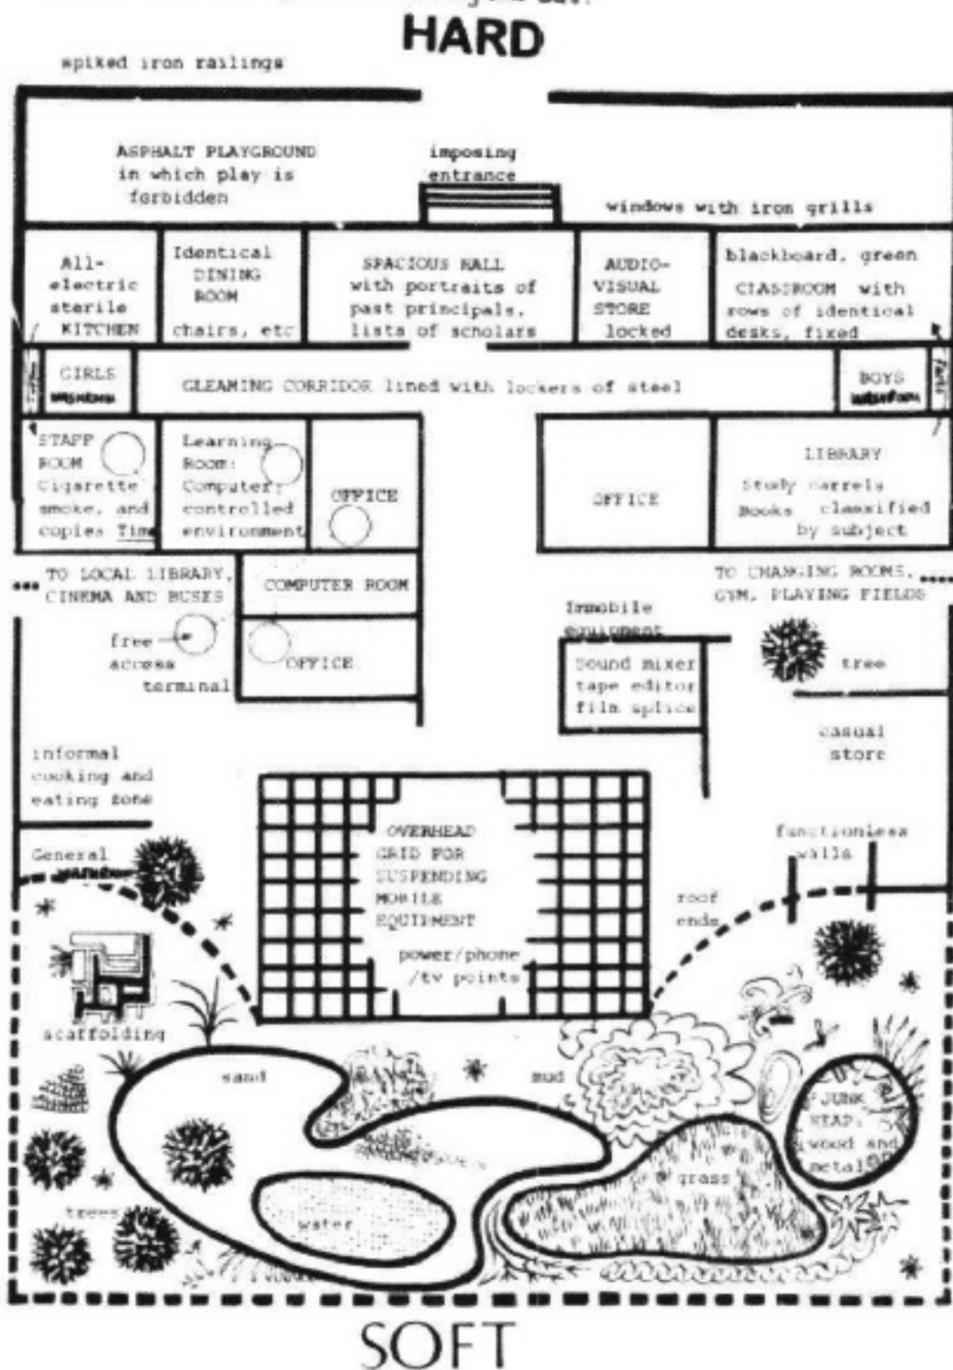 HARD
spiked iron railings
ASPHALT PLAYGROUND
in which play is
forbidden
imposing
entrance
windows with iron grills
All-
electric
sterile
KITCHEN
Identical
DINING
ROOM
chairs, etc
SPACIOUS HALL
with portraits of
past principals,
lists of scholars
AUDIO-
VISUAL
STORE
locked
blackboard, green
CLASSROOM with
rows of identical
desks, fixed
GIRLS
GLEAMING CORRIDOR lined with lockers of steel
BOYS
STAFF
ROOM
Cigarette
smoke, and
copies Time
Learning
Room:
Computer
controlled
environment
OFFICE
OFFICE
LIBRARY
Study carrels
Books classified
by subject
TO LOCAL LIBRARY,
CINEMA AND BUSES
COMPUTER ROOM
TO CHANGING ROOMS,
GYM, PLAYING FIELDS
free
access
terminal
OFFICE
Immobile
equipment
Sound mixer
tape editor
film splice
tree
casual
store
informal
cooking and
eating zone
General
OVERHEAD
GRID FOR
SUSPENDING
MOBILE
EQUIPMENT
power/phone
/tv points
functionless
walls
roof
ends
scaffolding
sand
mud
JUNK
HEAP:
wood and
metal
grass
trees
water
SOFT